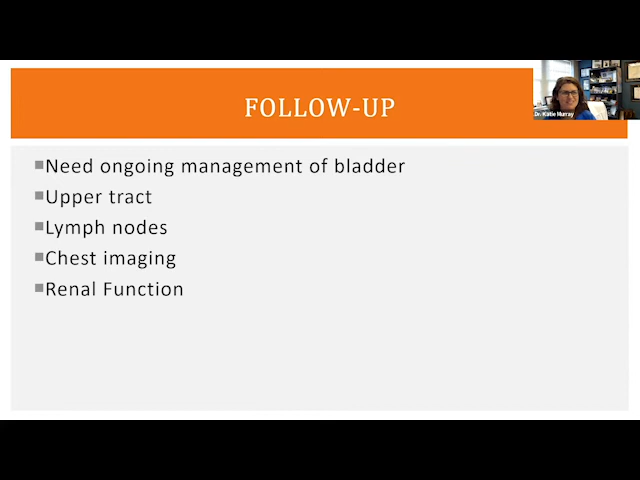 FOLLOW-UP
Dr. Katie Murray
Need ongoing management of bladder
Upper tract
Lymph nodes
Chest imaging
Renal Function